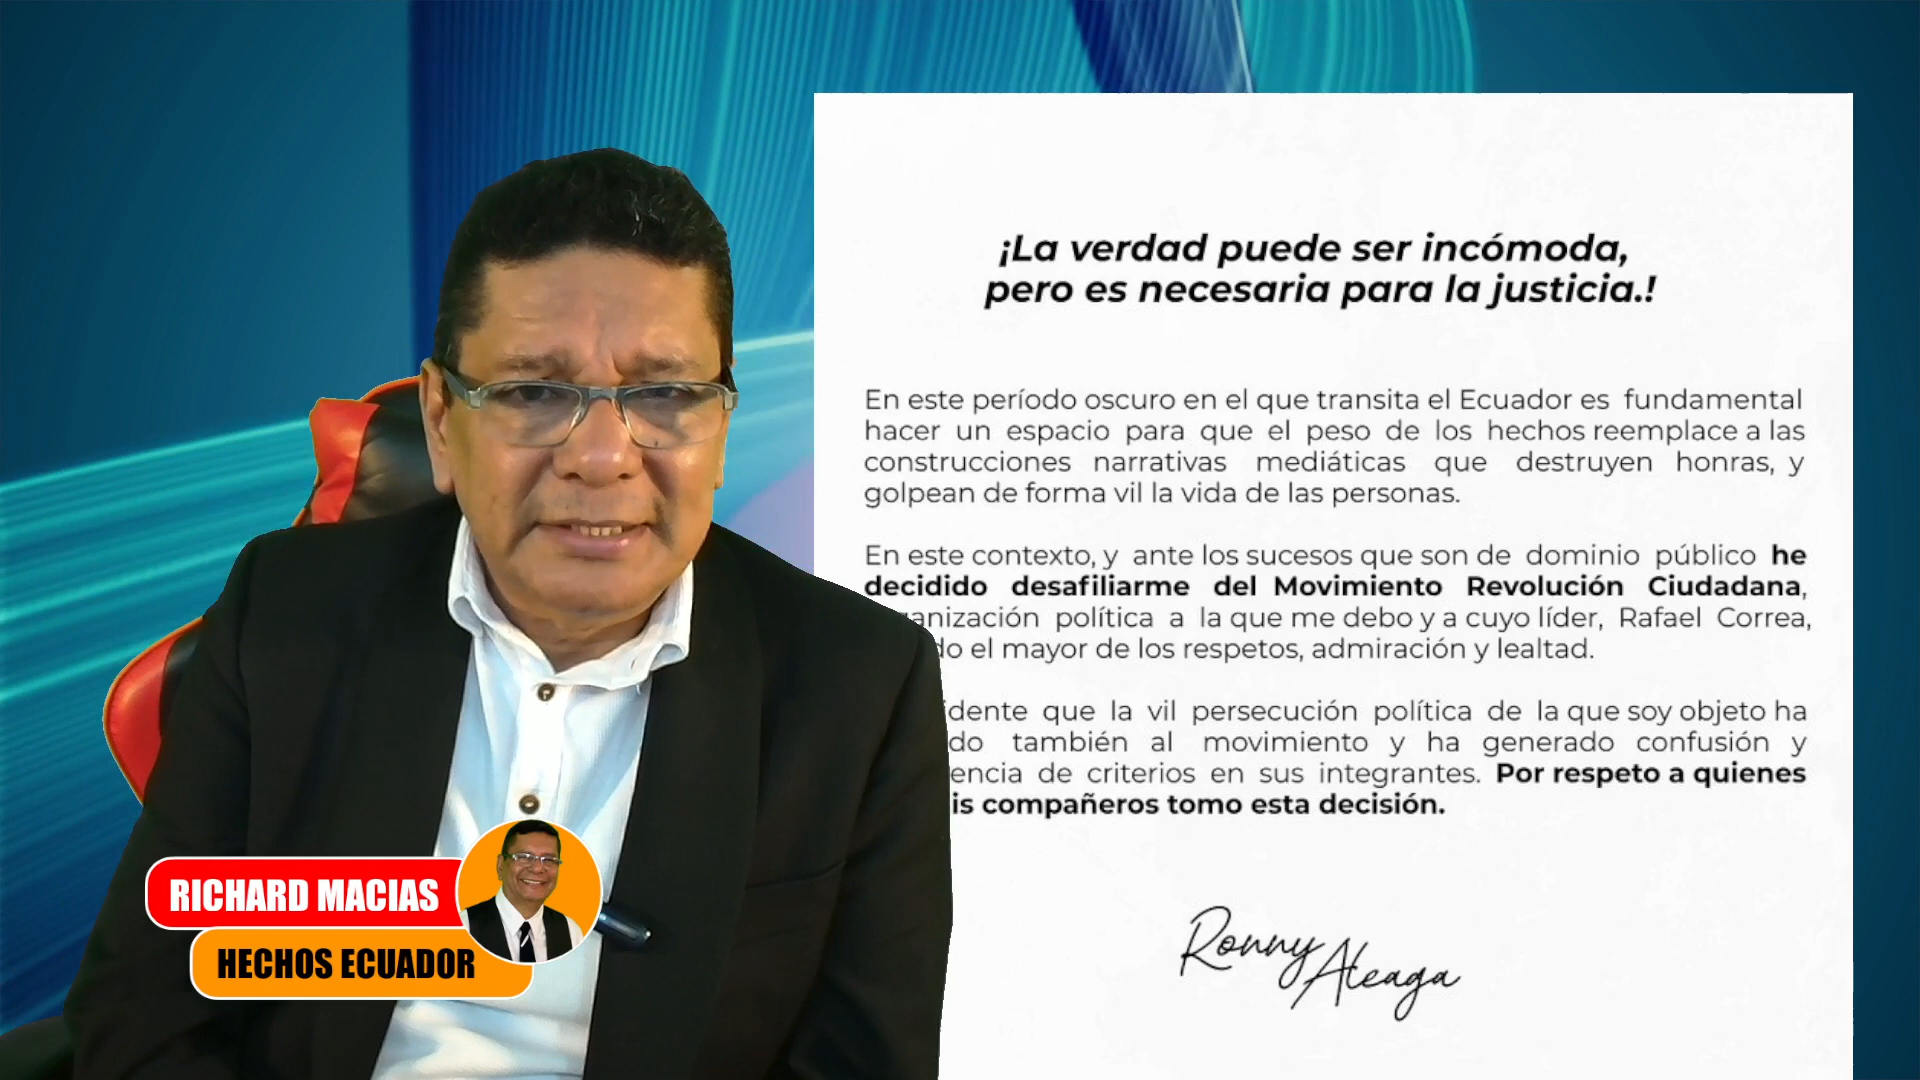 ¡La verdad puede ser incómoda,
pero es necesaria para la justicia.!
En este período oscuro en el que transita el Ecuador es fundamental
hacer un espacio para que el peso de los hechos reemplace a las
construcciones narrativas mediáticas que destruyen honras, y
golpean de forma vil la vida de las personas.
En este contexto, y ante los sucesos que son de dominio público he
decidido desafiliarme del Movimiento Revolución Ciudadana,
política a la que me debo y a cuyo líder, Rafael Correa,
el mayor de los respetos, admiración y lealtad.
que la vil persecución política de la que soy objeto ha
también al movimiento y ha generado confusión y
de criterios en sus integrantes. Por respeto a quienes
compañeros tomo esta decisión.
Ronny Aleaga
RICHARD MACIAS
HECHOS ECUADOR